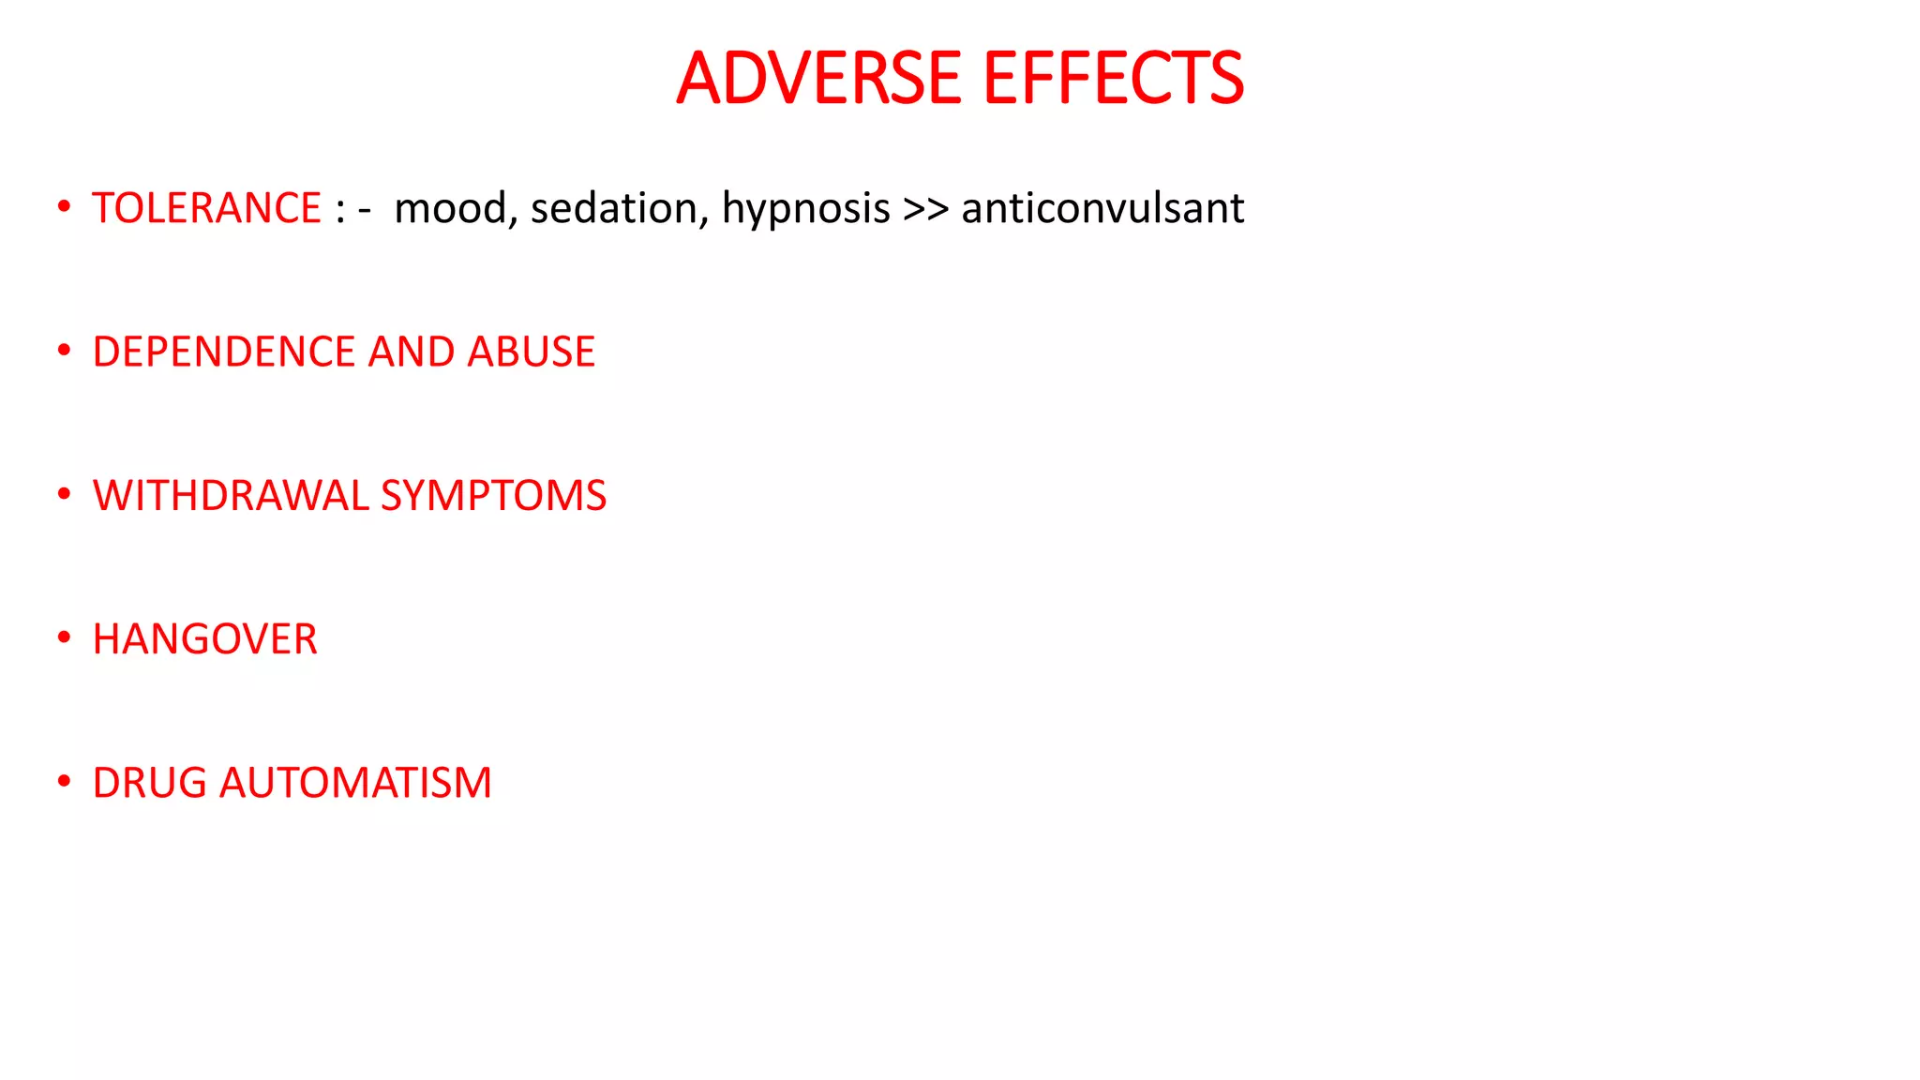 ADVERSE EFFECTS
• TOLERANCE : - mood, sedation, hypnosis >> anticonvulsant
• DEPENDENCE AND ABUSE
• WITHDRAWAL SYMPTOMS
• HANGOVER
• DRUG AUTOMATISM